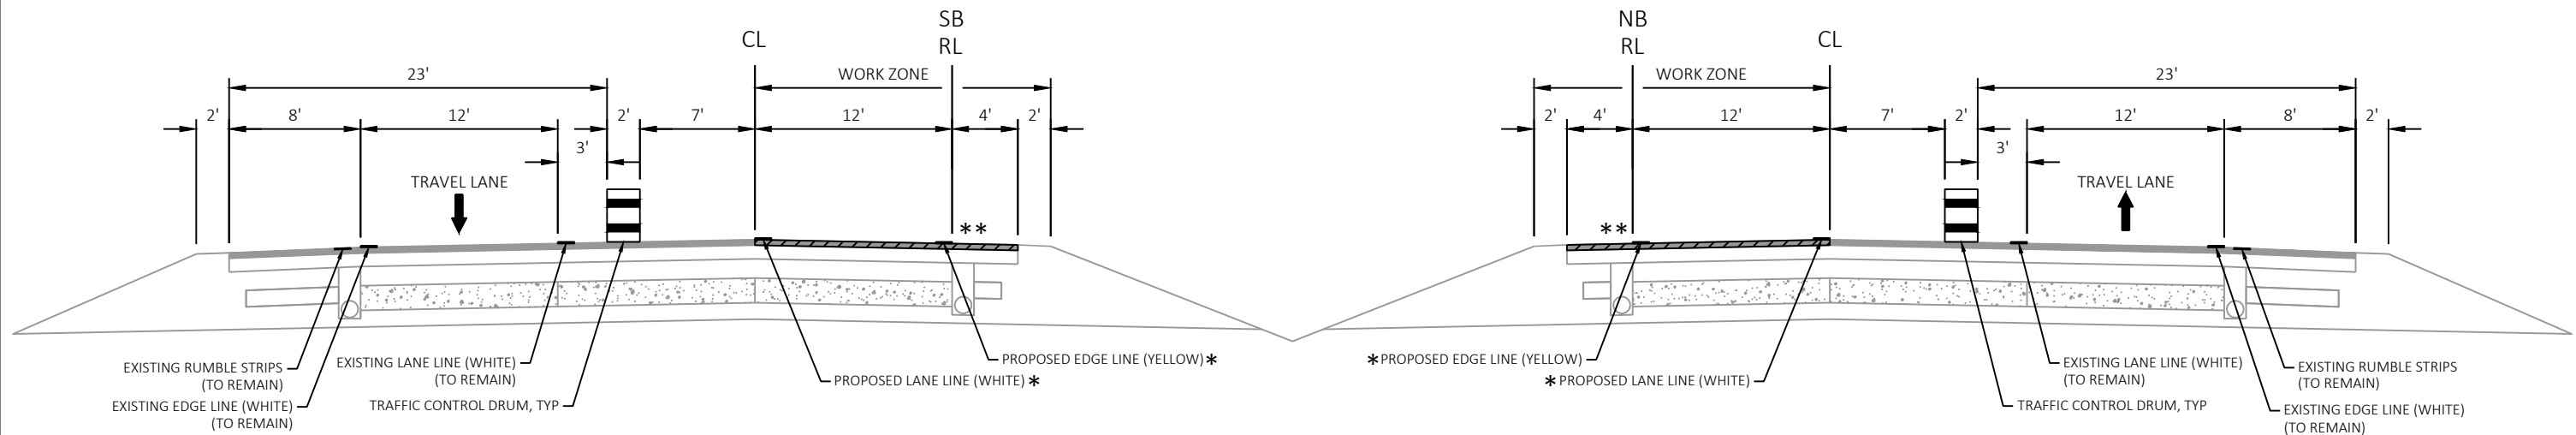 SB
NB
CL
RL
RL
CL
23'
WORK ZONE
WORK ZONE
23'
2'
8'
12'
2'
7'
12'
4'
2'
2'
4'
12'
7'
2'
12'
8'
2'
3'
3'
TRAVEL LANE
TRAVEL LANE
**
**
EXISTING RUMBLE STRIPS
(TO REMAIN)
EXISTING EDGE LINE (WHITE)
(TO REMAIN)
EXISTING LANE LINE (WHITE)
(TO REMAIN)
TRAFFIC CONTROL DRUM, TYP
PROPOSED EDGE LINE (YELLOW)*
PROPOSED LANE LINE (WHITE)*
*PROPOSED EDGE LINE (YELLOW)
*PROPOSED LANE LINE (WHITE)
EXISTING LANE LINE (WHITE)
(TO REMAIN)
TRAFFIC CONTROL DRUM, TYP
EXISTING RUMBLE STRIPS
(TO REMAIN)
EXISTING EDGE LINE (WHITE)
(TO REMAIN)